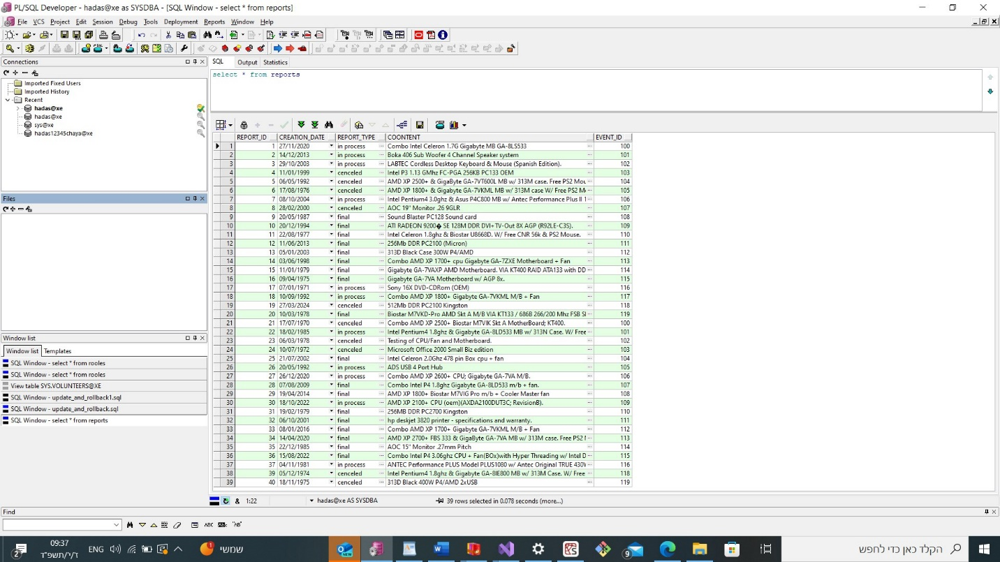 PL/SQL Developer - hadas@xe as SYSDBA - [SQL Window - select * from reports]
File VCS Project Edit Session Debug Tools Deployment Reports Window Help
Connections
Imported Fixed Users
Imported History
Recent
hadas@xe
hadas@xe
sys@xe
hadas12345chaya@xe
Files
Window list
Window list Templates
SQL Window - select * from rooles
SQL Window - select * from rooles
View table SYS.VOLUNTEERS@XE
SQL Window - update_and_rollback1.sql
SQL Window - update_and_rollback.sql
SQL Window - select * from reports
SQL Output Statistics
select * from reports
REPORT_ID CREATION_DATE REPORT_TYPE COONTENT EVENT_ID
1 1 27/11/2020 in process ... Combo Intel Celeron 1.7G Gigabyte MB GA-8LS533 ... 100
2 2 14/12/2013 in process ... Boka 406 Sub Woofer 4 Channel Speaker system ... 101
3 3 29/10/2003 in process ... LABTEC Cordless Desktop Keyboard & Mouse (Spanish Edition). ... 102
4 4 11/01/1999 cenceled ... Intel P3 1.13 GMhz FC-PGA 256KB PC133 OEM ... 103
5 5 06/05/1992 cenceled ... AMD XP 2500+ & GigaByte GA-7VT600L MB w/ 313M case. Free PS2 Mou ... 104
6 6 17/08/1976 cenceled ... AMD XP 1800+ & GigaByte GA-7VKML MB w/ 313M case W/ Free PS2 M ... 105
7 7 08/10/2004 in process ... Intel Pentium4 3.0ghz & Asus P4C800 MB w/ Antec Performance Plus II 1 ... 106
8 8 28/02/2000 cenceled ... AOC 19" Monitor .26 9GLR ... 107
9 9 20/05/1987 final ... Sound Blaster PC128 Sound card ... 108
10 10 20/12/1994 final ... ATI RADEON 9200� SE 128M DDR DVI+TV-Out 8X AGP (R92LE-C3S). ... 109
11 11 22/08/1977 final ... Intel Celeron 1.8ghz & Biostar U8668D. W/ Free CNR 56k & PS2 Mouse. ... 110
12 12 11/06/2013 final ... 256Mb DDR PC2100 (Micron) ... 111
13 13 05/01/2003 final ... 313D Black Case 300W P4/AMD ... 112
14 14 03/06/1998 final ... Combo AMD XP 1700+ cpu Gigabyte GA-7ZXE Motherboard + Fan ... 113
15 15 11/01/1979 final ... Gigabyte GA-7VAXP AMD Motherboard. VIA KT400 RAID ATA133 with DD ... 114
16 16 09/04/1975 final ... Gigabyte GA-7VA Motherboard w/ AGP 8x. ... 115
17 17 07/01/1971 in process ... Sony 16X DVD-CDRom (OEM) ... 116
18 18 10/09/1992 in process ... Combo AMD XP 1800+ Gigabyte GA-7VKML M/B + Fan ... 117
19 19 27/03/2024 cenceled ... 512Mb DDR PC2100 Kingston ... 118
20 20 10/03/1978 final ... Biostar M7VKD-Pro AMD Skt A M/B VIA KT133 / 686B 266/200 Mhz FSB SI ... 119
21 21 17/07/1970 cenceled ... Combo AMD XP 2500+ Biostar M7VIK Skt A MotherBoard; KT400. ... 100
22 22 18/02/1985 in process ... Intel Pentium4 1.8ghz & Gigabyte GA-8LD533 MB w/ 313N Case. W/ Free ... 101
23 23 06/03/1978 cenceled ... Testing of CPU/Fan and Motherboard. ... 102
24 24 10/07/1972 cenceled ... Microsoft Office 2000 Small Biz edition ... 103
25 25 21/07/2002 final ... Intel Celeron 2.0Ghz 478 pin Box cpu + fan ... 104
26 26 20/05/1992 in process ... ADS USB 4 Port Hub ... 105
27 27 26/12/2020 in process ... Combo AMD XP 2600+ CPU; Gigabyte GA-7VA M/B. ... 106
28 28 07/08/2009 final ... Combo Intel P4 1.8ghz Gigabyte GA-8LD533 m/b + fan. ... 107
29 29 19/04/2014 final ... AMD XP 1800+ Biostar M7VIG Pro m/b + Cooler Master fan ... 108
30 30 18/10/2022 in process ... AMD XP 2100+ CPU (oem)(AXDA2100DUT3C; RevisionB). ... 109
31 31 19/02/1979 final ... 256MB DDR PC2700 Kingston ... 110
32 32 06/10/2001 final ... hp deskjet 3820 printer - specifications and warranty. ... 111
33 33 08/01/2016 final ... Combo AMD XP 1700+ Gigabyte GA-7VKML M/B + Fan ... 112
34 34 14/04/2020 final ... AMD XP 2700+ FBS 333 & GigaByte GA-7VA MB w/ 313M case. Free PS2 ... 113
35 35 22/12/1985 final ... AOC 15" Monitor .27mm Pitch ... 114
36 36 15/08/2022 final ... Combo Intel P4 3.06ghz CPU + Fan(BOx)with Hyper Threading w/ Intel D ... 115
37 37 04/11/1981 in process ... ANTEC Performance PLUS Model PLUS1080 w/ Antec Original TRUE 430 ... 116
38 39 05/12/1974 cenceled ... Intel Pentium4 1.8ghz & Gigabyte GA-8IE800 MB w/ 313M Case. W/ Free ... 118
39 40 18/11/1975 cenceled ... 313D Black 400W P4/AMD 2xUSB ... 119
& 1:22 hadas@xe AS SYSDBA 39 rows selected in 0.078 seconds (more...)
Find
ABC "AB"
2 09:37 ENG 1 שמשי 9 הקלד כאן כדי לחפש
ז'/י'/תשפ"ד